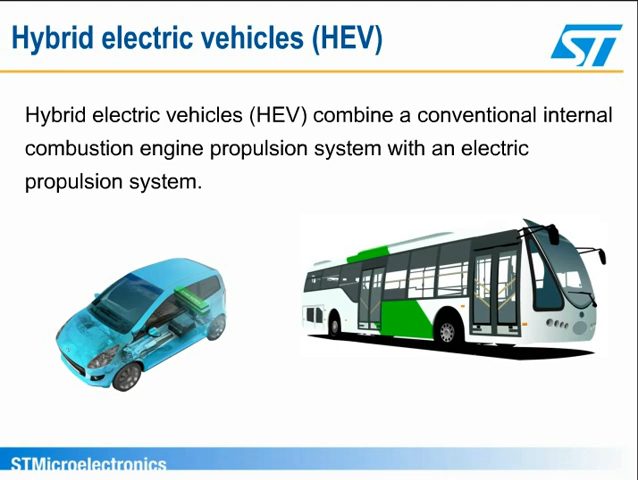 Hybrid electric vehicles (HEV)
ST
Hybrid electric vehicles (HEV) combine a conventional internal
combustion engine propulsion system with an electric
propulsion system.
STMicroelectronics